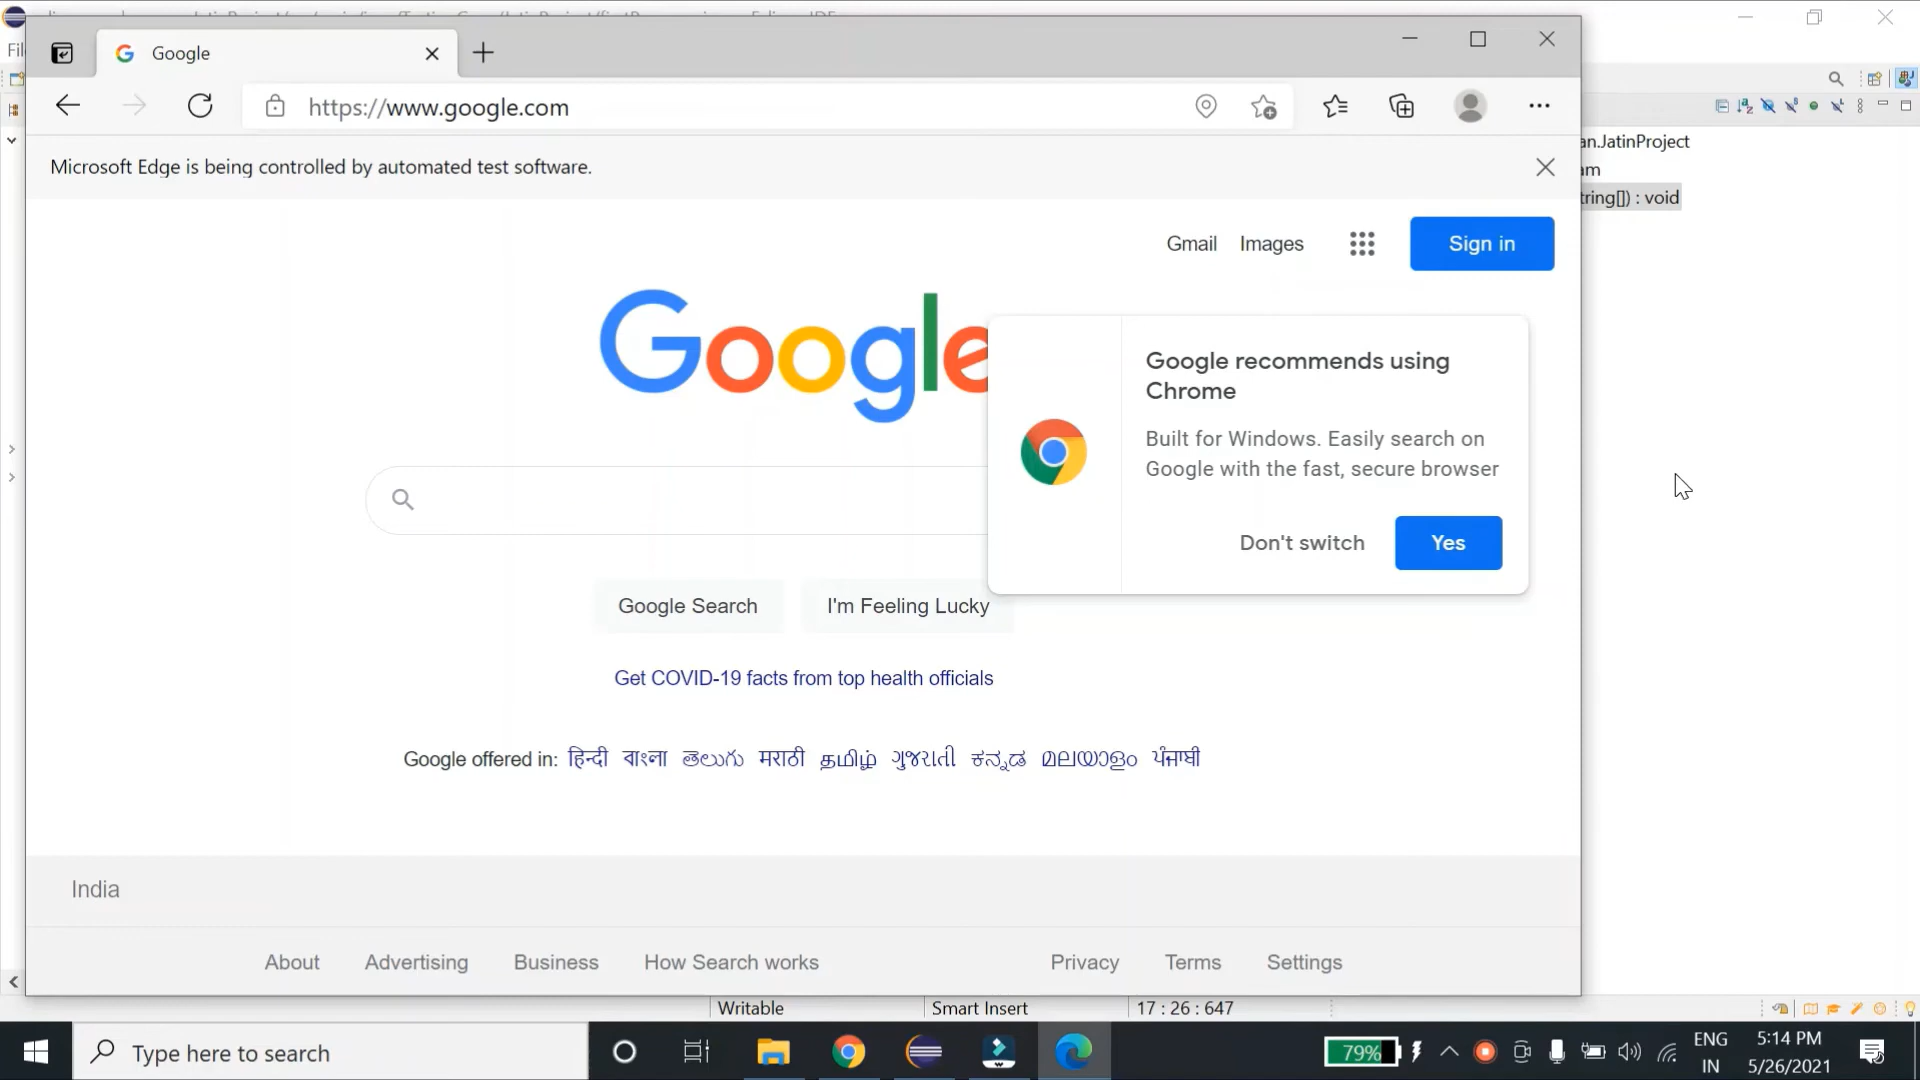 Google
https://www.google.com
Microsoft Edge is being controlled by automated test software.
an.JatinProject
am
tring[]) : void
Gmail Images Sign in
Google
Google recommends using
Chrome
Built for Windows. Easily search on
Google with the fast, secure browser
Don't switch Yes
Google Search I'm Feeling Lucky
Get COVID-19 facts from top health officials
Google offered in: हिन्दी বাংলা తెలుగు मराठी தமிழ் ગુજરાતી ಕನ್ನಡ മലയാളം ਪੰਜਾਬੀ
India
About Advertising Business How Search works Privacy Terms Settings
Writable Smart Insert 17 : 26 : 647
Type here to search
79%
ENG
IN
5:14 PM
5/26/2021